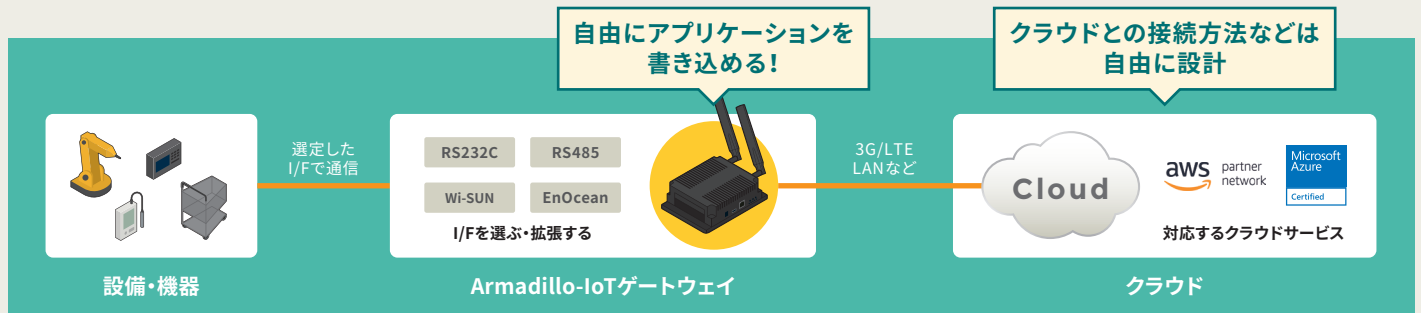 自由にアプリケーションを
書き込める！
クラウドとの接続方法などは
自由に設計
選定した
I/Fで通信
RS232C
RS485
Wi-SUN
EnOcean
I/Fを選ぶ・拡張する
3G/LTE
LANなど
Cloud
aws partner
network
Microsoft
Azure
Certified
対応するクラウドサービス
設備・機器
Armadillo-IoTゲートウェイ
クラウド